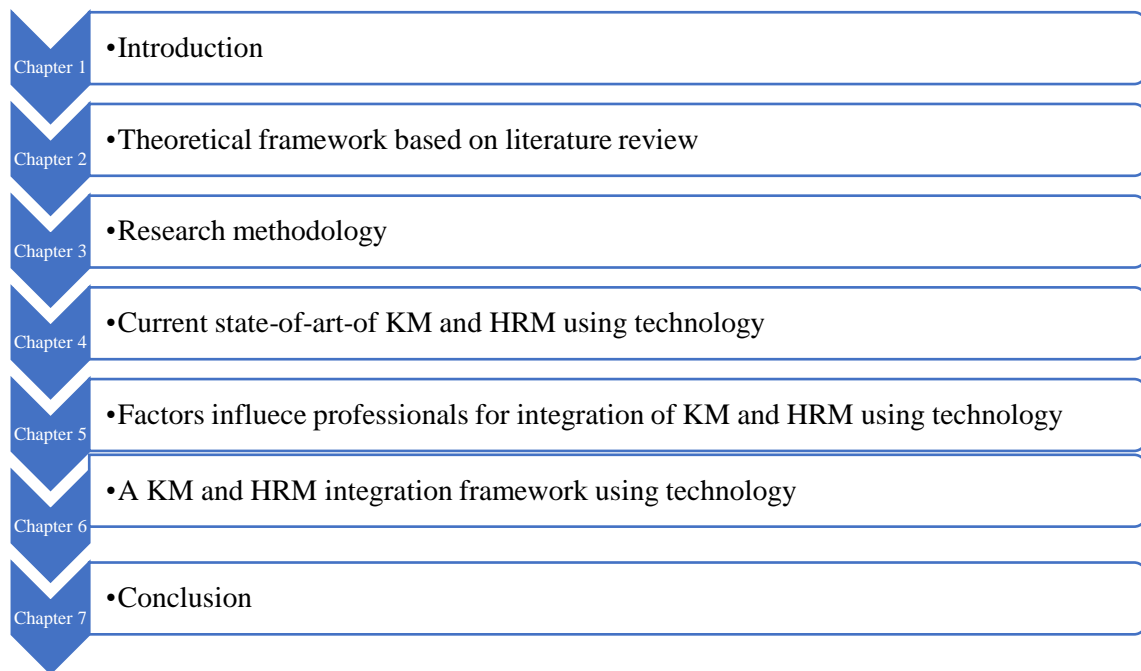 Chapter 1
•Introduction
Chapter 2
•Theoretical framework based on literature review
Chapter 3
•Research methodology
Chapter 4
•Current state-of-art-of KM and HRM using technology
Chapter 5
•Factors influece professionals for integration of KM and HRM using technology
Chapter 6
•A KM and HRM integration framework using technology
Chapter 7
•Conclusion